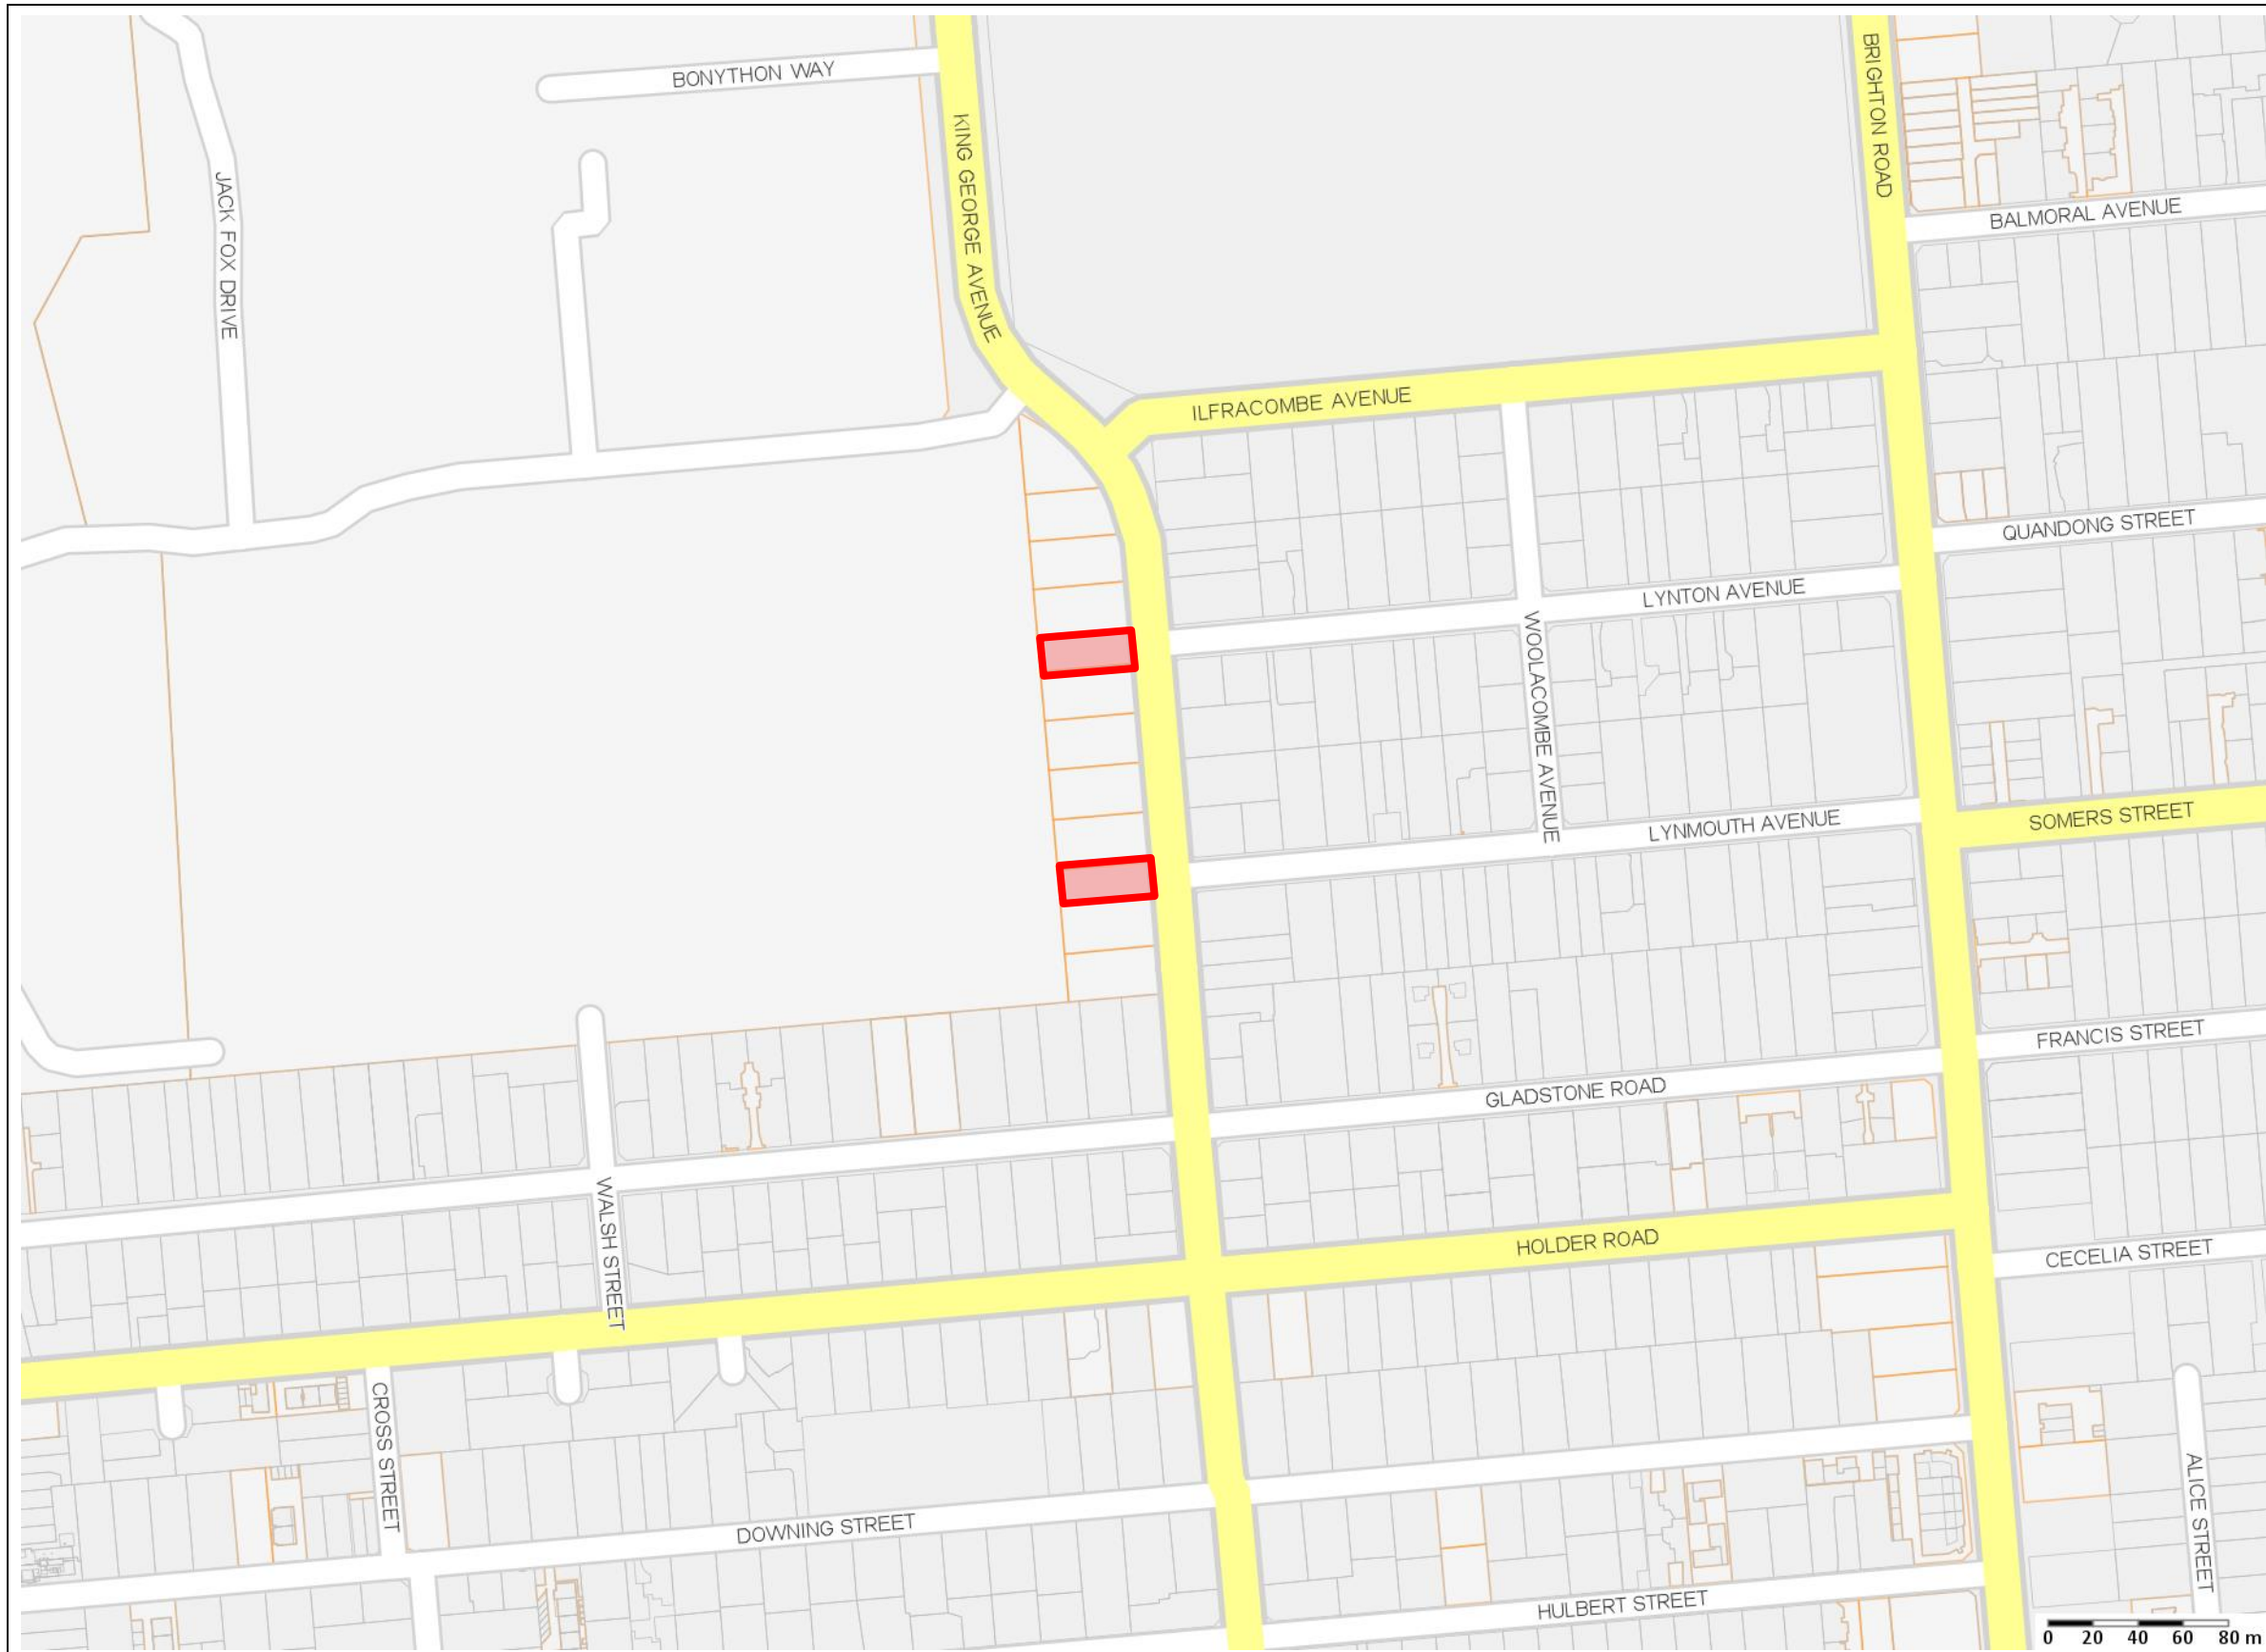 BONYTHON WAY
KING GEORGE AVENUE
BRIGHTON ROAD
JACK FOX DRIVE
BALMORAL AVENUE
ILFRACOMBE AVENUE
QUANDONG STREET
LYNTON AVENUE
WOOLACOMBE AVENUE
LYNMOUTH AVENUE
SOMERS STREET
FRANCIS STREET
GLADSTONE ROAD
WALSH STREET
HOLDER ROAD
CECELIA STREET
CROSS STREET
ALICE STREET
DOWNING STREET
HULBERT STREET
0 20 40 60 80 m